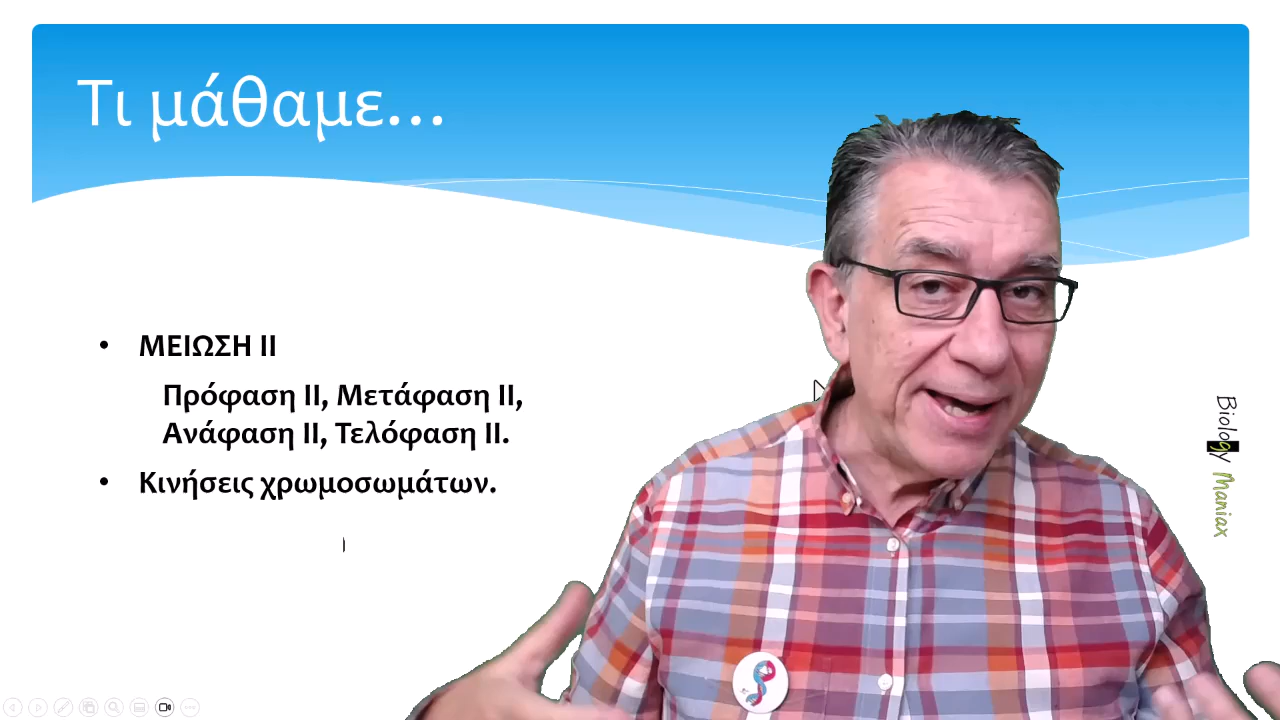 Τι μάθαμε...
• ΜΕΙΩΣΗ ΙΙ
Πρόφαση ΙΙ, Μετάφαση ΙΙ,
Ανάφαση ΙΙ, Τελόφαση ΙΙ.
• Κινήσεις χρωμοσωμάτων.
Biology Maniax